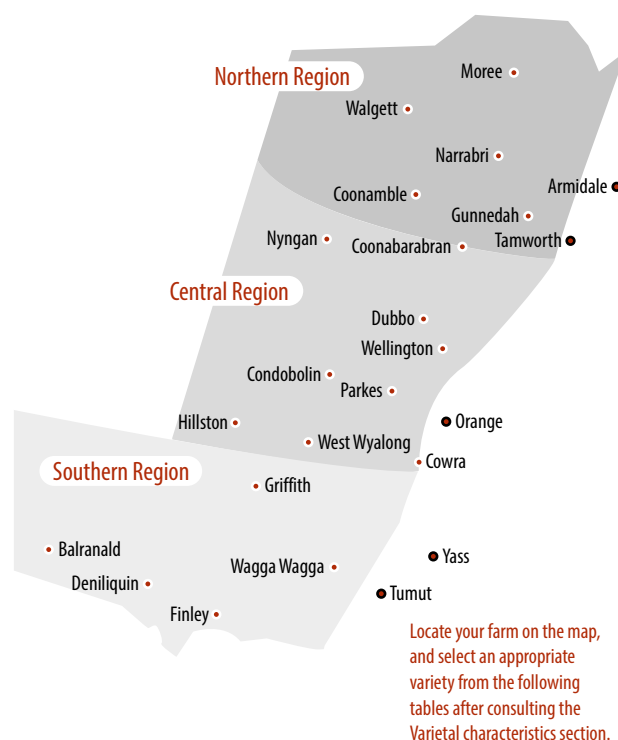 Northern Region
Moree
Walgett
Narrabri
Armidale
Coonamble
Gunnedah
Nyngan
Coonabarabran
Tamworth
Central Region
Dubbo
Wellington
Condobolin
Parkes
Hillston
Orange
West Wyalong
Cowra
Southern Region
Griffith
Balranald
Yass
Wagga Wagga
Deniliquin
Tumut
Finley
Locate your farm on the map,
and select an appropriate
variety from the following
tables after consulting the
Varietal characteristics section.